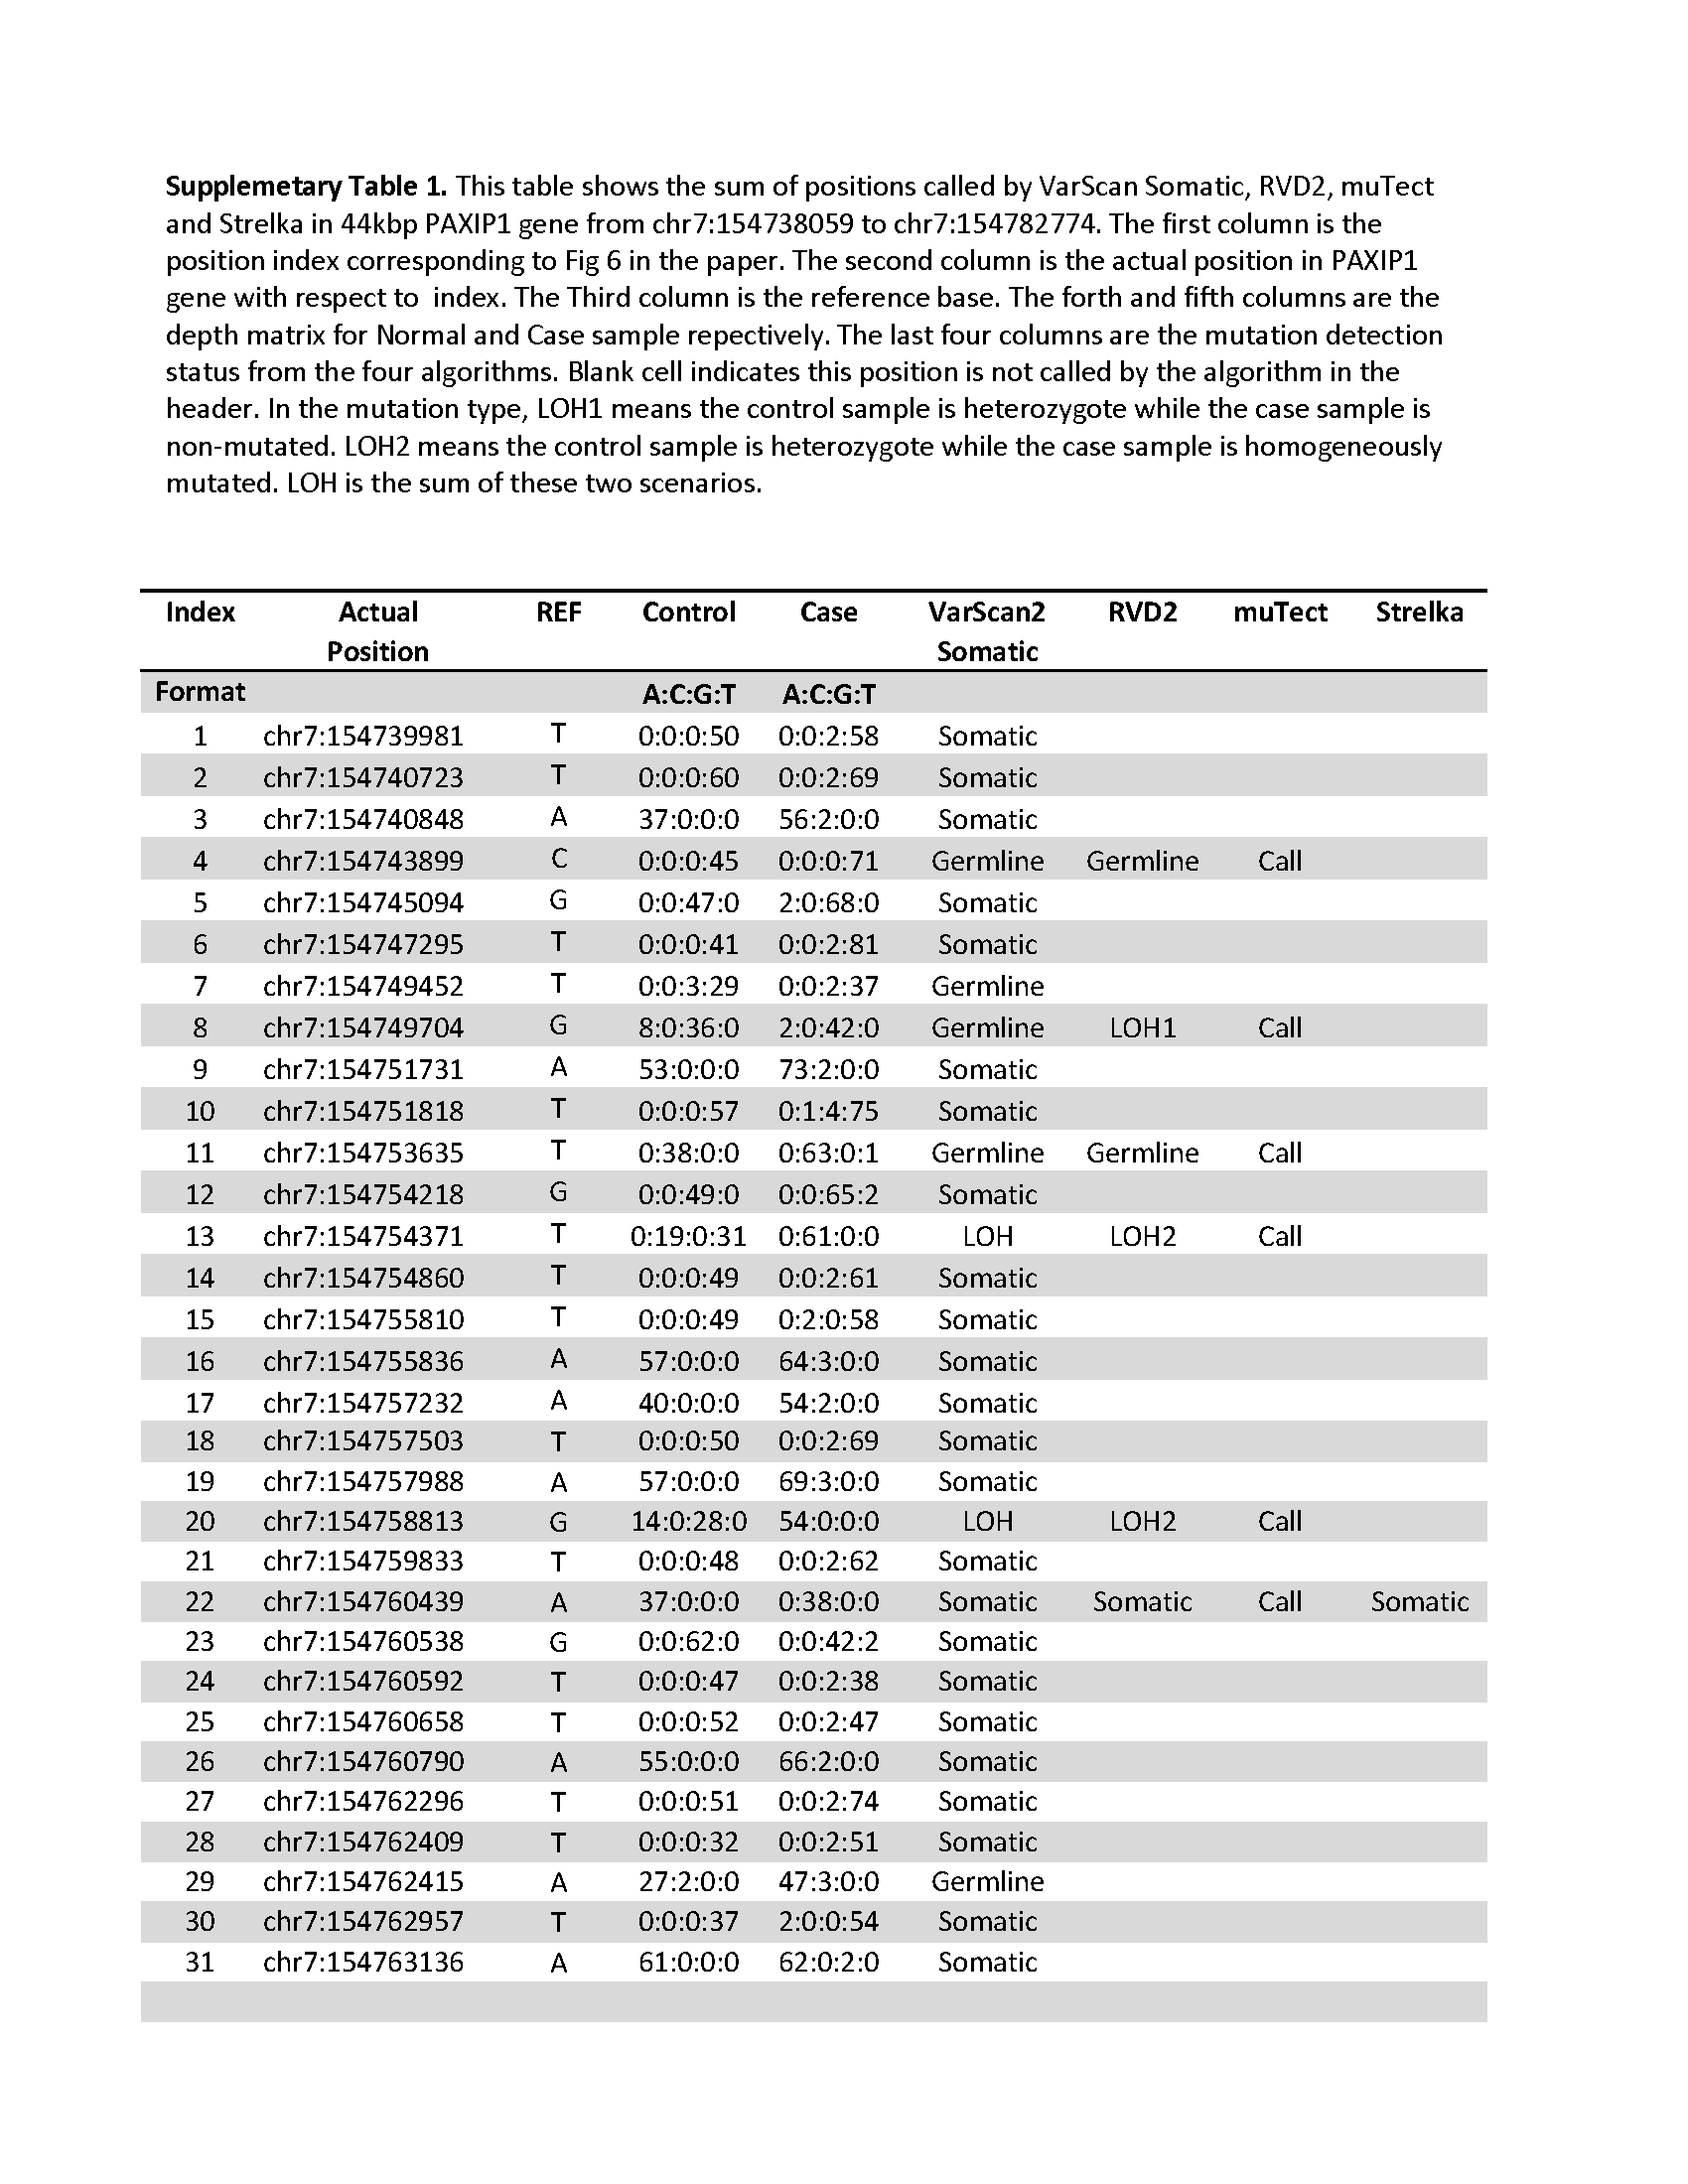 Supplemetary Table 1. This table shows the sum of positions called by VarScan Somatic, RVD2, muTect
and Strelka in 44kbp PAXIP1 gene from chr7:154738059 to chr7:154782774. The first column is the
position index corresponding to Fig 6 in the paper. The second column is the actual position in PAXIP1
gene with respect to index. The Third column is the reference base. The forth and fifth columns are the
depth matrix for Normal and Case sample repectively. The last four columns are the mutation detection
status from the four algorithms. Blank cell indicates this position is not called by the algorithm in the
header. In the mutation type, LOH1 means the control sample is heterozygote while the case sample is
non-mutated. LOH2 means the control sample is heterozygote while the case sample is homogeneously
mutated. LOH is the sum of these two scenarios.
Index Actual REF Control Case VarScan2 RVD2 muTect Strelka
Position Somatic
Format A:C:G:T A:C:G:T
1 chr7:154739981 T 0:0:0:50 0:0:2:58 Somatic
2 chr7:154740723 T 0:0:0:60 0:0:2:69 Somatic
3 chr7:154740848 A 37:0:0:0 56:2:0:0 Somatic
4 chr7:154743899 C 0:0:0:45 0:0:0:71 Germline Germline Call
5 chr7:154745094 G 0:0:47:0 2:0:68:0 Somatic
6 chr7:154747295 T 0:0:0:41 0:0:2:81 Somatic
7 chr7:154749452 T 0:0:3:29 0:0:2:37 Germline
8 chr7:154749704 G 8:0:36:0 2:0:42:0 Germline LOH1 Call
9 chr7:154751731 A 53:0:0:0 73:2:0:0 Somatic
10 chr7:154751818 T 0:0:0:57 0:1:4:75 Somatic
11 chr7:154753635 T 0:38:0:0 0:63:0:1 Germline Germline Call
12 chr7:154754218 G 0:0:49:0 0:0:65:2 Somatic
13 chr7:154754371 T 0:19:0:31 0:61:0:0 LOH LOH2 Call
14 chr7:154754860 T 0:0:0:49 0:0:2:61 Somatic
15 chr7:154755810 T 0:0:0:49 0:2:0:58 Somatic
16 chr7:154755836 A 57:0:0:0 64:3:0:0 Somatic
17 chr7:154757232 A 40:0:0:0 54:2:0:0 Somatic
18 chr7:154757503 T 0:0:0:50 0:0:2:69 Somatic
19 chr7:154757988 A 57:0:0:0 69:3:0:0 Somatic
20 chr7:154758813 G 14:0:28:0 54:0:0:0 LOH LOH2 Call
21 chr7:154759833 T 0:0:0:48 0:0:2:62 Somatic
22 chr7:154760439 A 37:0:0:0 0:38:0:0 Somatic Somatic Call Somatic
23 chr7:154760538 G 0:0:62:0 0:0:42:2 Somatic
24 chr7:154760592 T 0:0:0:47 0:0:2:38 Somatic
25 chr7:154760658 T 0:0:0:52 0:0:2:47 Somatic
26 chr7:154760790 A 55:0:0:0 66:2:0:0 Somatic
27 chr7:154762296 T 0:0:0:51 0:0:2:74 Somatic
28 chr7:154762409 T 0:0:0:32 0:0:2:51 Somatic
29 chr7:154762415 A 27:2:0:0 47:3:0:0 Germline
30 chr7:154762957 T 0:0:0:37 2:0:0:54 Somatic
31 chr7:154763136 A 61:0:0:0 62:0:2:0 Somatic